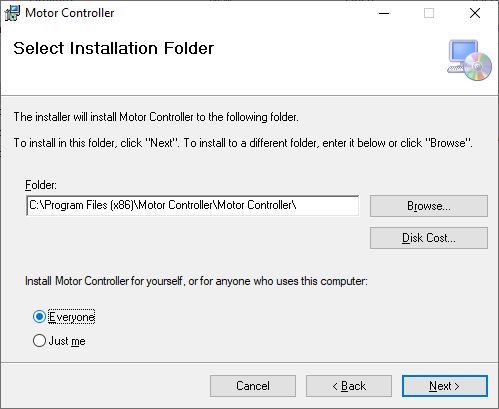 Motor Controller
Select Installation Folder
The installer will install Motor Controller to the following folder.
To install in this folder, click "Next". To install to a different folder, enter it below or click "Browse".
Folder:
C:\Program Files (x86)\Motor Controller\Motor Controller\
Browse...
Disk Cost...
Install Motor Controller for yourself, or for anyone who uses this computer:
Everyone
Just me
Cancel
< Back
Next >